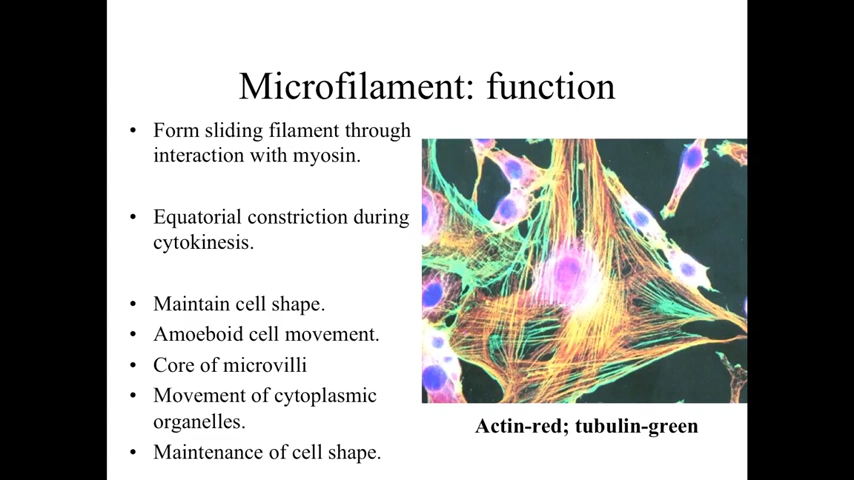 Microfilament: function
• Form sliding filament through
interaction with myosin.
• Equatorial constriction during
cytokinesis.
• Maintain cell shape.
• Amoeboid cell movement.
• Core of microvilli
• Movement of cytoplasmic
organelles.
• Maintenance of cell shape.
Actin-red; tubulin-green